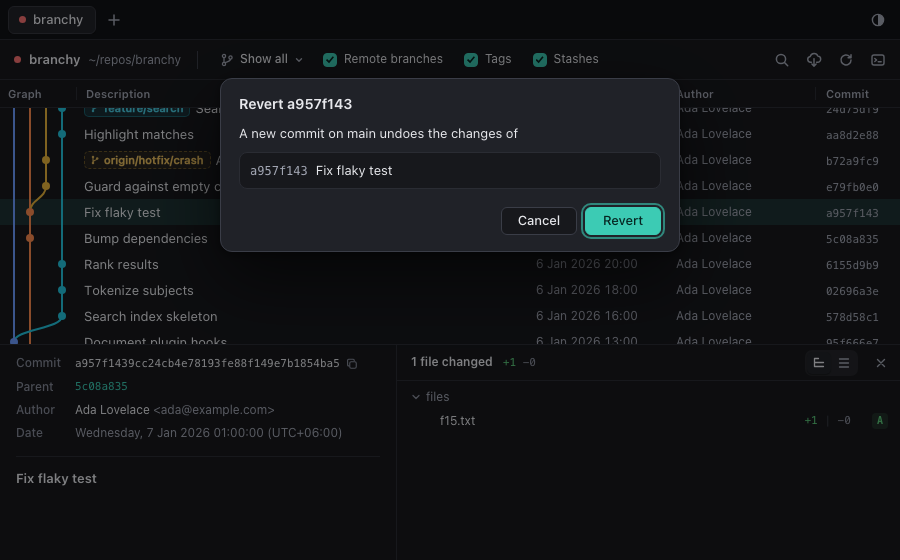 branchy
branchy ~/repos/branchy Show all Remote branches Tags Stashes
Graph Description Author Commit
feature/search Ada Lovelace 24d75df9
Highlight matches Ada Lovelace aa8d2e88
origin/hotfix/crash Ada Lovelace b72a9fc9
Guard against empty Ada Lovelace e79fb0e0
Fix flaky test Ada Lovelace a957f143
Bump dependencies Ada Lovelace 5c08a835
Rank results 6 Jan 2026 20:00 Ada Lovelace 6155d9b9
Tokenize subjects 6 Jan 2026 18:00 Ada Lovelace 02696a3e
Search index skeleton 6 Jan 2026 16:00 Ada Lovelace 578d58c1
Document plugin hooks 6 Jan 2026 13:00 Ada Lovelace 95f666e7
Revert a957f143
A new commit on main undoes the changes of
a957f143 Fix flaky test
Cancel Revert
Commit a957f1439cc24cb4e78193fe88f149e7b1854ba5
Parent 5c08a835
Author Ada Lovelace <ada@example.com>
Date Wednesday, 7 Jan 2026 01:00:00 (UTC+06:00)
Fix flaky test
1 file changed +1 −0
files
f15.txt +1 −0 A